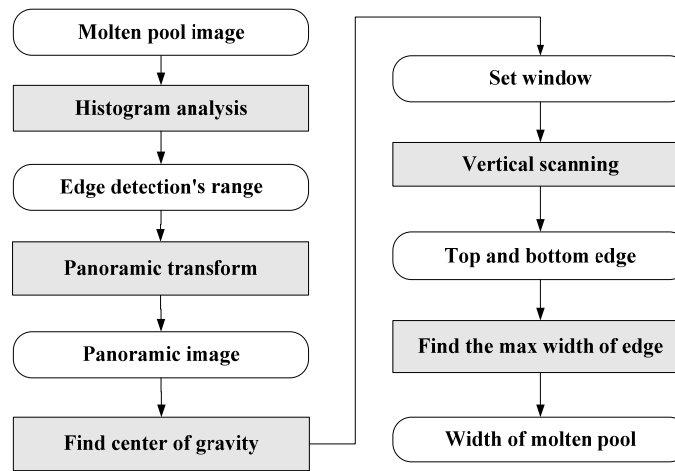 Molten pool image
Histogram analysis
Edge detection's range
Panoramic transform
Panoramic image
Find center of gravity
Set window
Vertical scanning
Top and bottom edge
Find the max width of edge
Width of molten pool